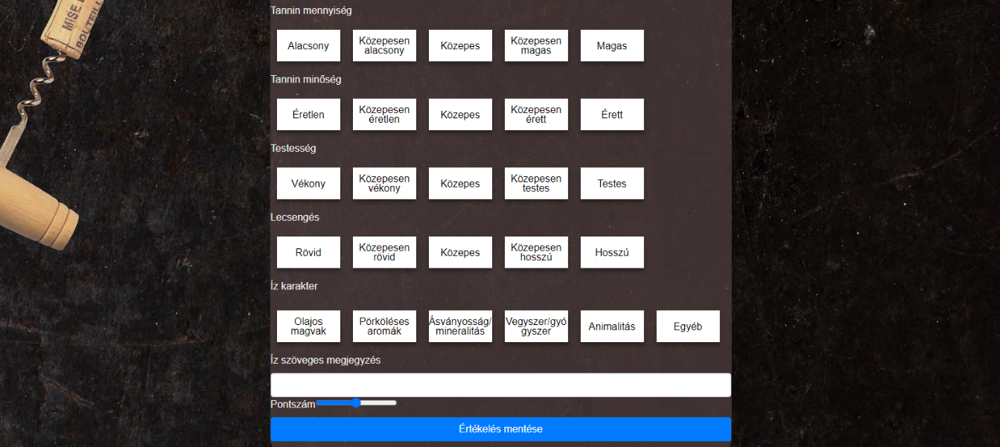 MISE
BOUTEILL
Tannin mennyiség
Alacsony
Közepesen
alacsony
Közepes
Közepesen
magas
Magas
Tannin minőség
Éretlen
Közepesen
éretlen
Közepes
Közepesen
érett
Érett
Testesség
Vékony
Közepesen
vékony
Közepes
Közepesen
testes
Testes
Lecsengés
Rövid
Közepesen
rövid
Közepes
Közepesen
hosszú
Hosszú
Íz karakter
Olajos
magvak
Pörköléses
aromák
Ásványosság/
mineralitás
Vegyszer/gyó
gyszer
Animalitás
Egyéb
Íz szöveges megjegyzés
Pontszám
Értékelés mentése